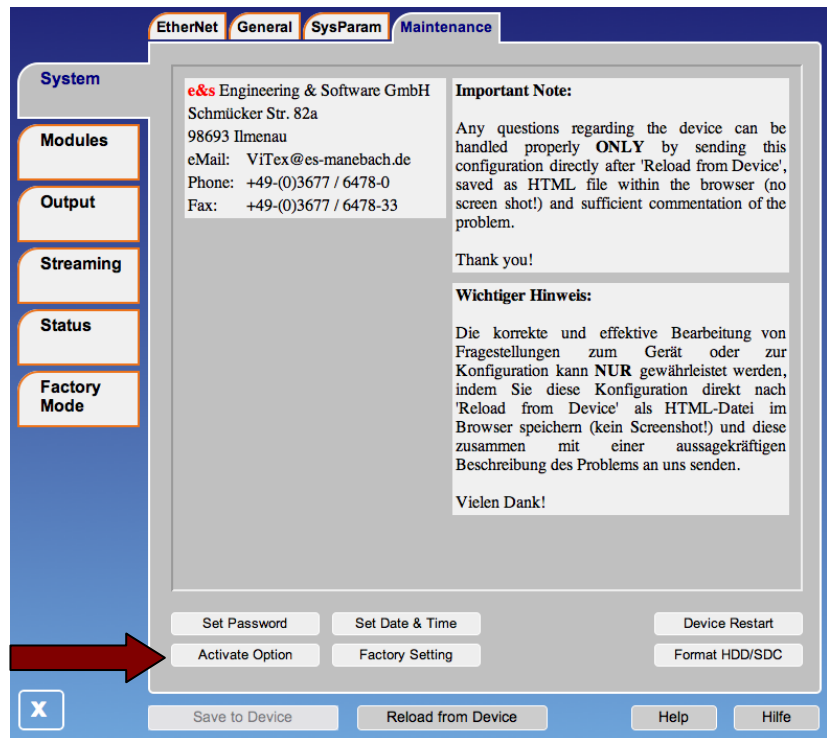 EtherNet General SysParam Maintenance
System
Modules
Output
Streaming
Status
Factory
Mode
e&s Engineering & Software GmbH
Schmücker Str. 82a
98693 Ilmenau
eMail: ViTex@es-manebach.de
Phone: +49-(0)3677 / 6478-0
Fax: +49-(0)3677 / 6478-33
Important Note:
Any questions regarding the device can be
handled properly ONLY by sending this
configuration directly after 'Reload from Device',
saved as HTML file within the browser (no
screen shot!) and sufficient commentation of the
problem.
Thank you!
Wichtiger Hinweis:
Die korrekte und effektive Bearbeitung von
Fragestellungen zum Gerät oder zur
Konfiguration kann NUR gewährleistet werden,
indem Sie diese Konfiguration direkt nach
'Reload from Device' als HTML-Datei im
Browser speichern (kein Screenshot!) und diese
zusammen mit einer aussagekräftigen
Beschreibung des Problems an uns senden.
Vielen Dank!
Set Password Set Date & Time Device Restart
Activate Option Factory Setting Format HDD/SDC
X Save to Device Reload from Device Help Hilfe